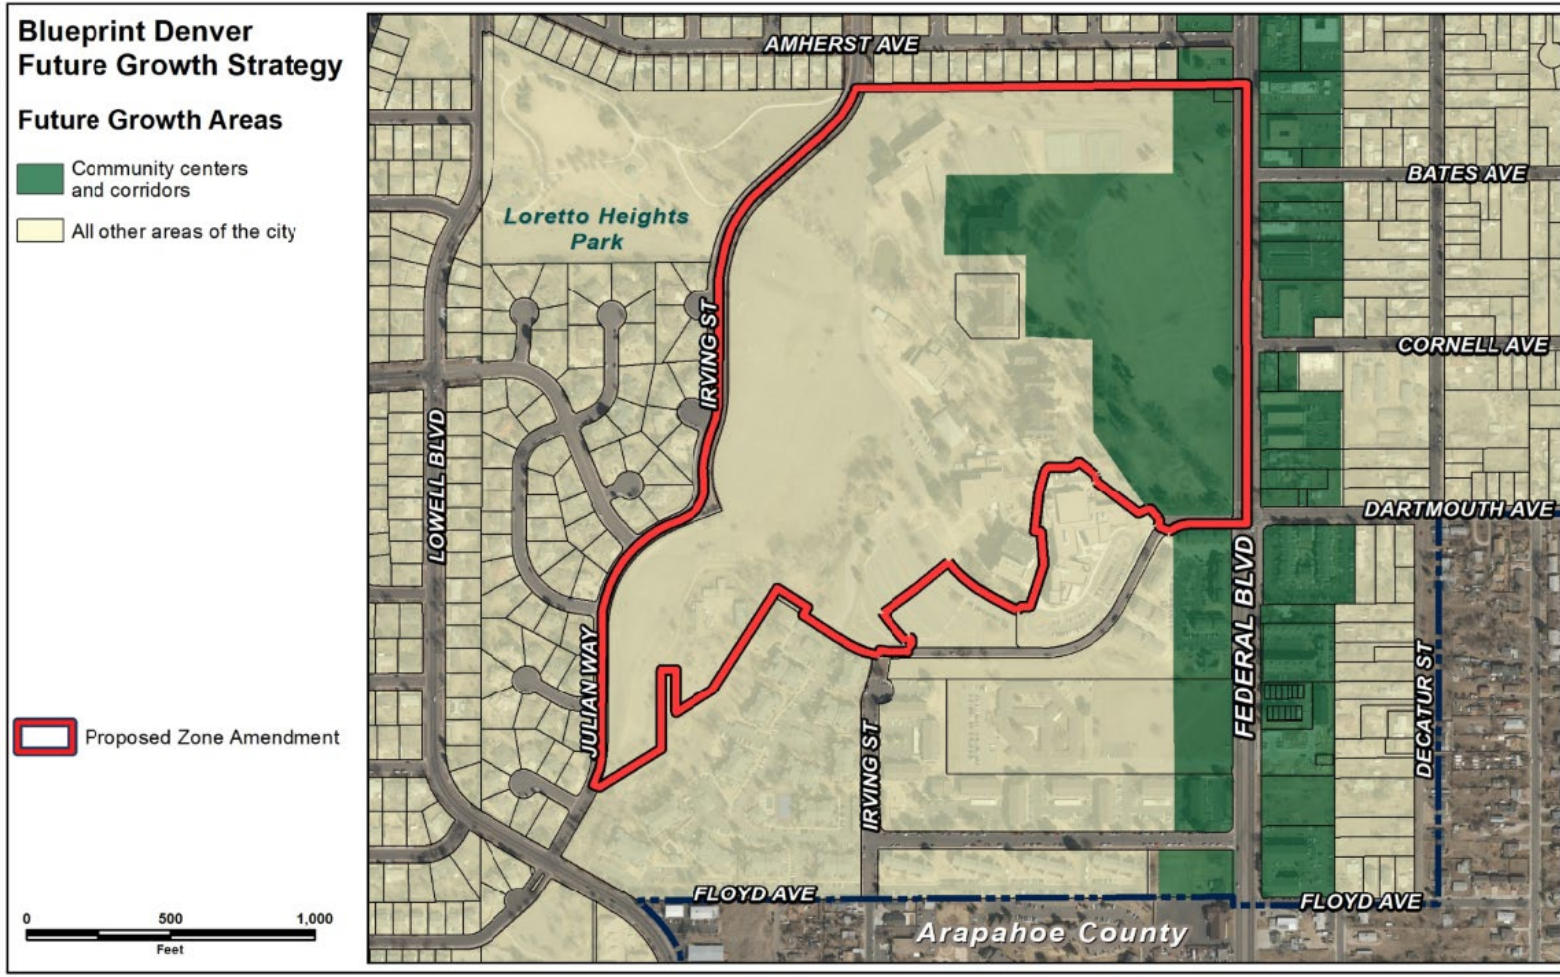 Blueprint Denver
Future Growth Strategy
Future Growth Areas
Community centers
and corridors
All other areas of the city
Proposed Zone Amendment
0 500 1,000
Feet
AMHERST AVE
BATES AVE
Loretto Heights
Park
IRVING ST
CORNELL AVE
LOWELL BLVD
DARTMOUTH AVE
FEDERAL BLVD
JULIAN WAY
DECATUR ST
IRVING ST
FLOYD AVE
FLOYD AVE
Arapahoe County